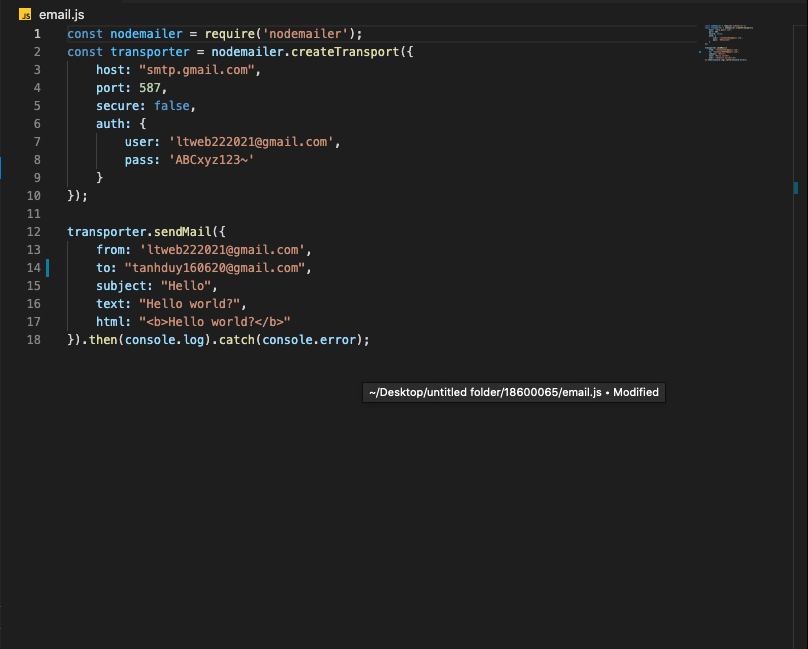 JS email.js
1 const nodemailer = require('nodemailer');
2 const transporter = nodemailer.createTransport({
3     host: "smtp.gmail.com",
4     port: 587,
5     secure: false,
6     auth: {
7         user: 'ltweb222021@gmail.com',
8         pass: 'ABCxyz123~'
9     }
10 });
11
12 transporter.sendMail({
13     from: 'ltweb222021@gmail.com',
14     to: "tanhduy160620@gmail.com",
15     subject: "Hello",
16     text: "Hello world?",
17     html: "<b>Hello world?</b>"
18 }).then(console.log).catch(console.error);
~/Desktop/untitled folder/18600065/email.js • Modified